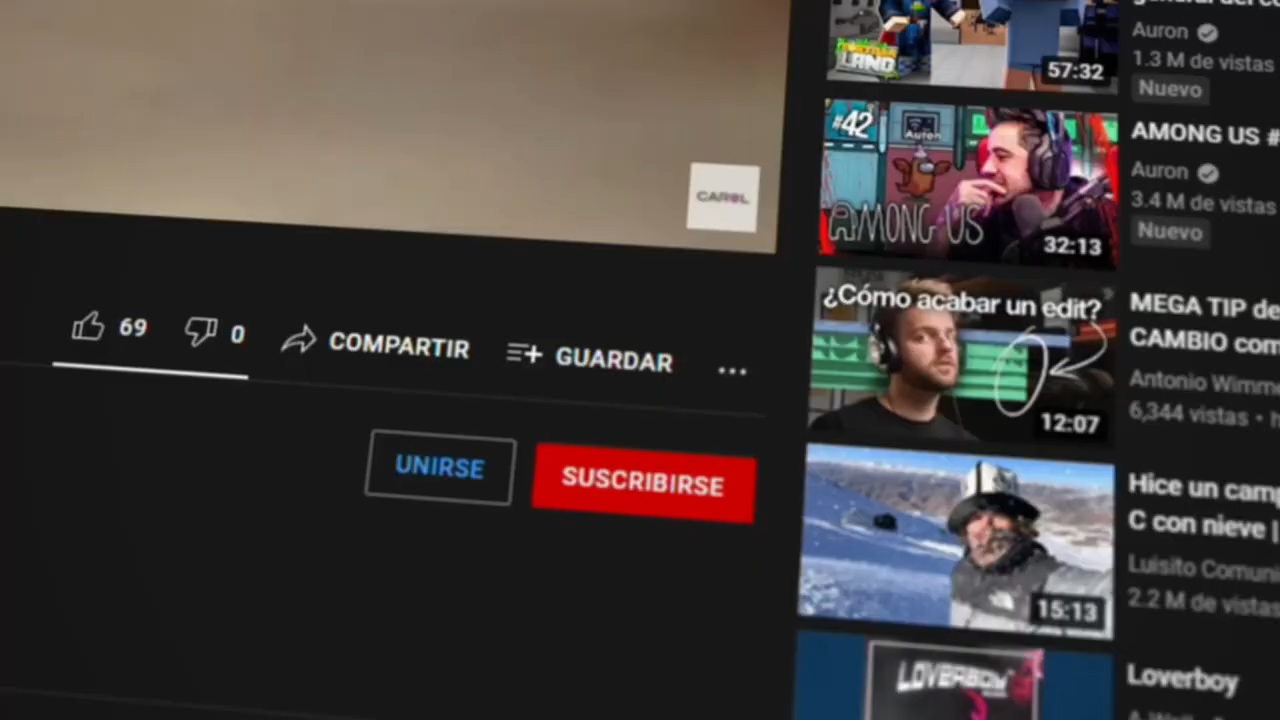 CAROL
69
0
COMPARTIR
GUARDAR
UNIRSE
SUSCRIBIRSE
LAND
57:32
Auron
1.3 M de vistas
Nuevo
#42
Auron
AMONG US
32:13
AMONG US #
Auron
3.4 M de vistas
Nuevo
¿Cómo acabar un edit?
12:07
MEGA TIP de
CAMBIO com
Antonio Wimme
6,344 vistas •
15:13
Hice un cam
C con nieve |
Luisito Comuni
2.2 M de vistas
LOVERBOY
Loverboy